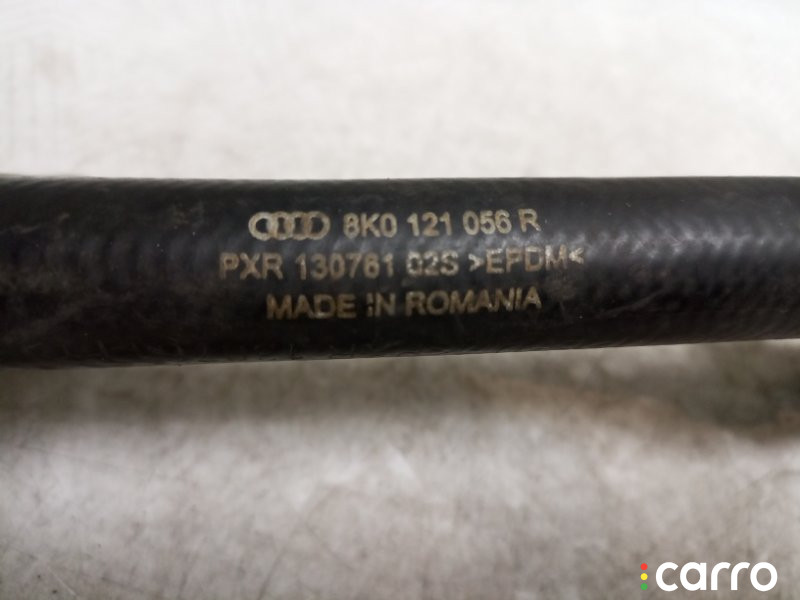 8K0 121 056 R
PXR 130761 02S >EPDM<
MADE IN ROMANIA
carro